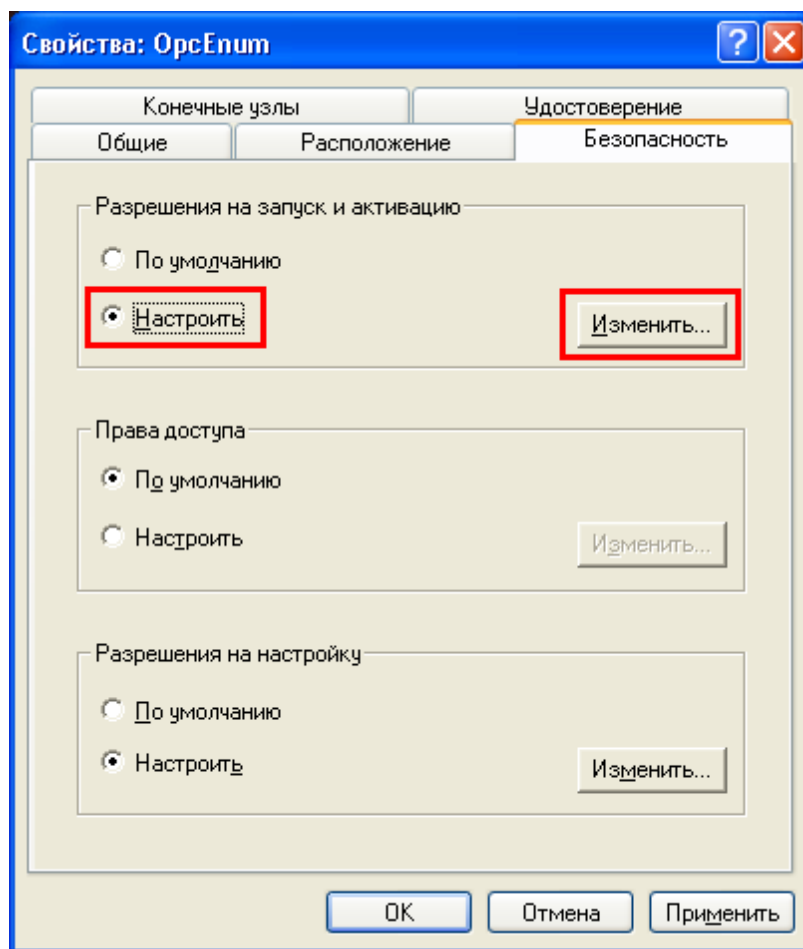 Свойства: OpcEnum
Конечные узлы
Удостоверение
Общие
Расположение
Безопасность
Разрешения на запуск и активацию
По умолчанию
Настроить
Изменить...
Права доступа
По умолчанию
Настроить
Изменить...
Разрешения на настройку
По умолчанию
Настроить
Изменить...
OK
Отмена
Применить